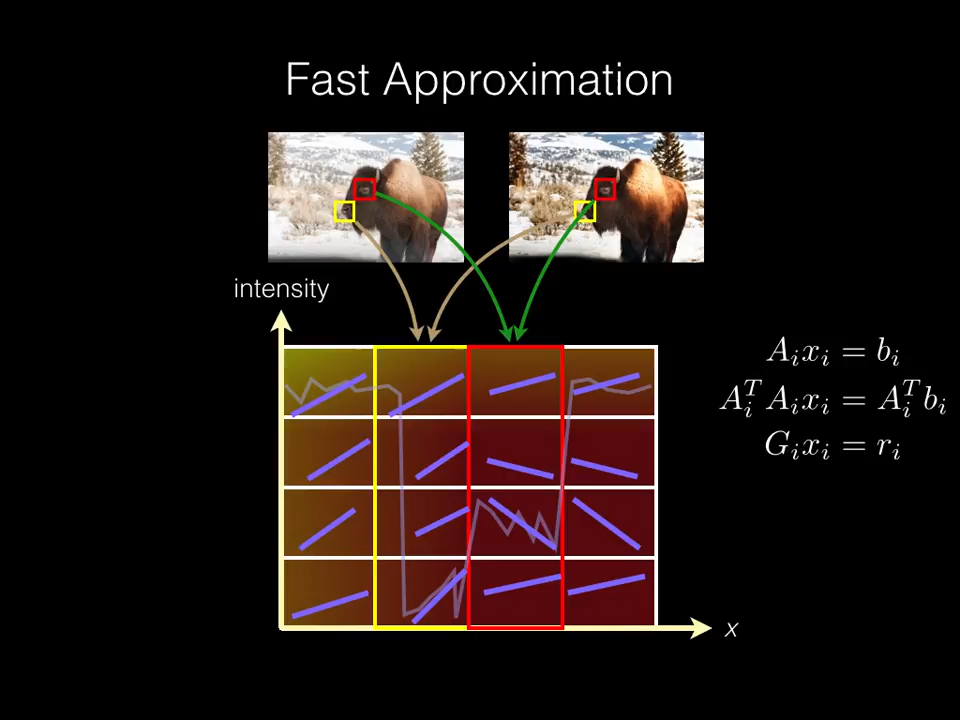 Fast Approximation
intensity
$A_i x_i = b_i$
$A_i^T A_i x_i = A_i^T b_i$
$G_i x_i = r_i$
x